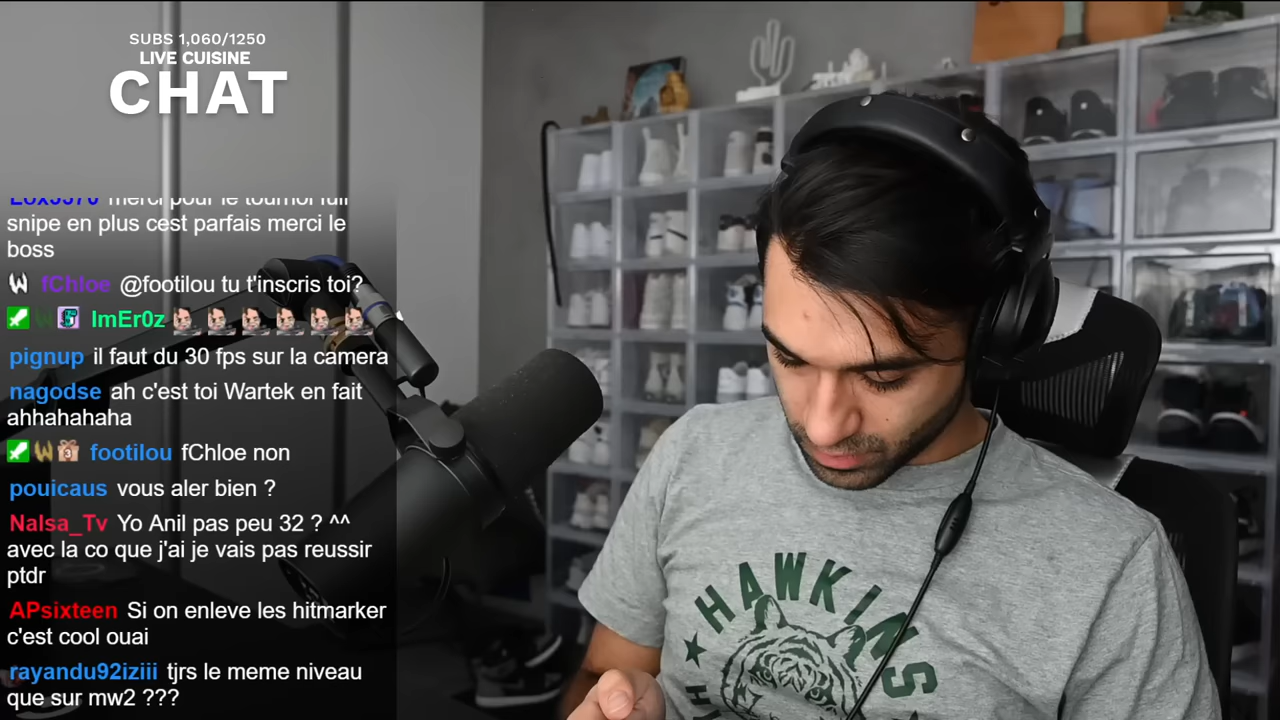 SUBS 1,060/1250
LIVE CUISINE
CHAT
merci pour le tournoi full
snipe en plus cest parfais merci le
boss
fChloe @footilou tu t'inscris toi?
ImEr0z
pignup il faut du 30 fps sur la camera
nagodse ah c'est toi Wartek en fait
ahhahahaha
footilou fChloe non
pouicaus vous aler bien ?
Nalsa_Tv Yo Anil pas peu 32 ? ^^
avec la co que j'ai je vais pas reussir
ptdr
APsixteen Si on enleve les hitmarker
c'est cool ouai
rayandu92iziii tjrs le meme niveau
que sur mw2 ???
HAWKINS